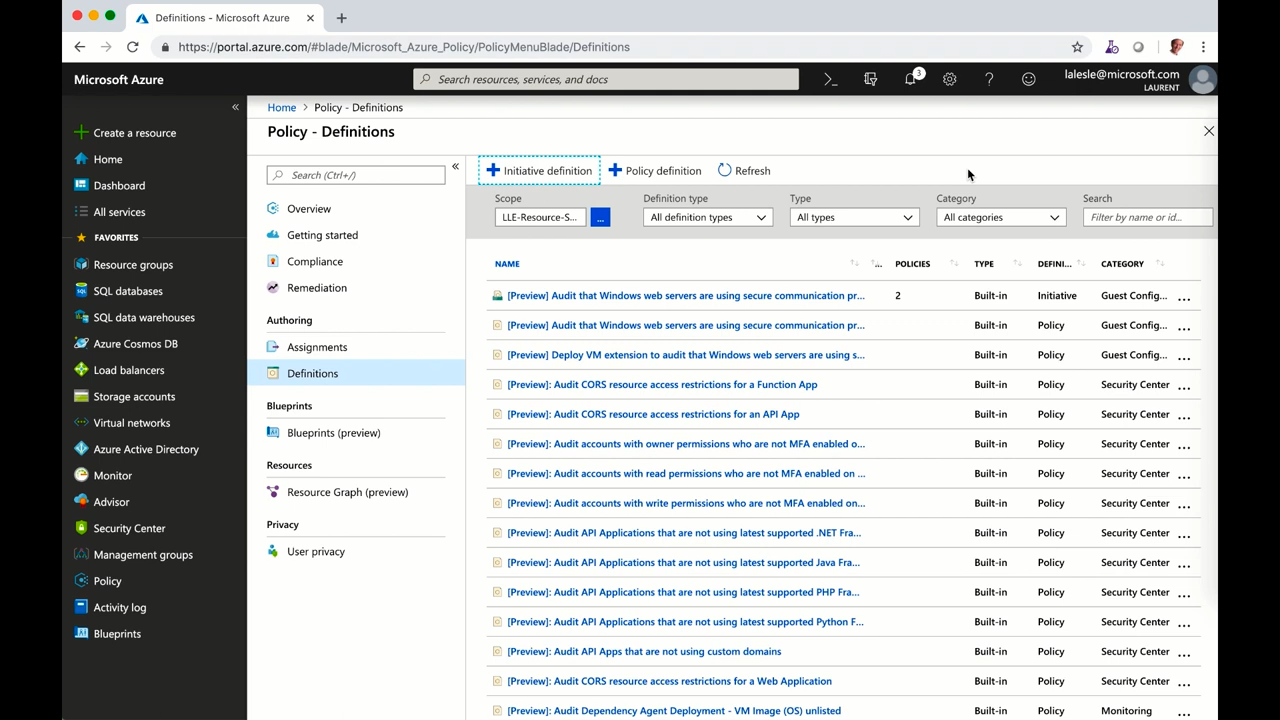 Definitions - Microsoft Azure
https://portal.azure.com/#blade/Microsoft_Azure_Policy/PolicyMenuBlade/Definitions
Microsoft Azure
Search resources, services, and docs
3
lalesle@microsoft.com
LAURENT
Create a resource
Home
Dashboard
All services
FAVORITES
Resource groups
SQL databases
SQL data warehouses
Azure Cosmos DB
Load balancers
Storage accounts
Virtual networks
Azure Active Directory
Monitor
Advisor
Security Center
Management groups
Policy
Activity log
Blueprints
Home > Policy - Definitions
Policy - Definitions
Search (Ctrl+/)
Overview
Getting started
Compliance
Remediation
Authoring
Assignments
Definitions
Blueprints
Blueprints (preview)
Resources
Resource Graph (preview)
Privacy
User privacy
Initiative definition Policy definition Refresh
Scope Definition type Type Category Search
LLE-Resource-S... ... All definition types All types All categories Filter by name or id...
NAME ... POLICIES TYPE DEFINI... CATEGORY
[Preview] Audit that Windows web servers are using secure communication pr... 2 Built-in Initiative Guest Config... ...
[Preview] Audit that Windows web servers are using secure communication pr... Built-in Policy Guest Config... ...
[Preview] Deploy VM extension to audit that Windows web servers are using s... Built-in Policy Guest Config... ...
[Preview]: Audit CORS resource access restrictions for a Function App Built-in Policy Security Center ...
[Preview]: Audit CORS resource access restrictions for an API App Built-in Policy Security Center ...
[Preview]: Audit accounts with owner permissions who are not MFA enabled o... Built-in Policy Security Center ...
[Preview]: Audit accounts with read permissions who are not MFA enabled on ... Built-in Policy Security Center ...
[Preview]: Audit accounts with write permissions who are not MFA enabled on... Built-in Policy Security Center ...
[Preview]: Audit API Applications that are not using latest supported .NET Fra... Built-in Policy Security Center ...
[Preview]: Audit API Applications that are not using latest supported Java Fra... Built-in Policy Security Center ...
[Preview]: Audit API Applications that are not using latest supported PHP Fra... Built-in Policy Security Center ...
[Preview]: Audit API Applications that are not using latest supported Python F... Built-in Policy Security Center ...
[Preview]: Audit API Apps that are not using custom domains Built-in Policy Security Center ...
[Preview]: Audit CORS resource access restrictions for a Web Application Built-in Policy Security Center ...
[Preview]: Audit Dependency Agent Deployment - VM Image (OS) unlisted Built-in Policy Monitoring ...